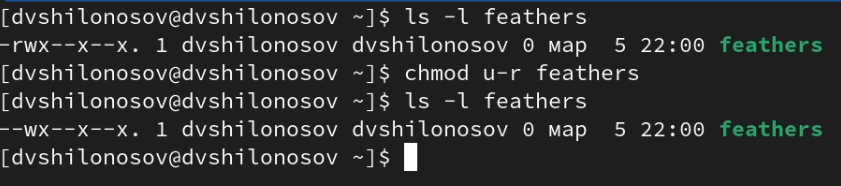 [dvshilonosov@dvshilonosov ~]$ ls -l feathers
-rwx--x--x. 1 dvshilonosov dvshilonosov 0 мар  5 22:00 feathers
[dvshilonosov@dvshilonosov ~]$ chmod u-r feathers
[dvshilonosov@dvshilonosov ~]$ ls -l feathers
--wx--x--x. 1 dvshilonosov dvshilonosov 0 мар  5 22:00 feathers
[dvshilonosov@dvshilonosov ~]$